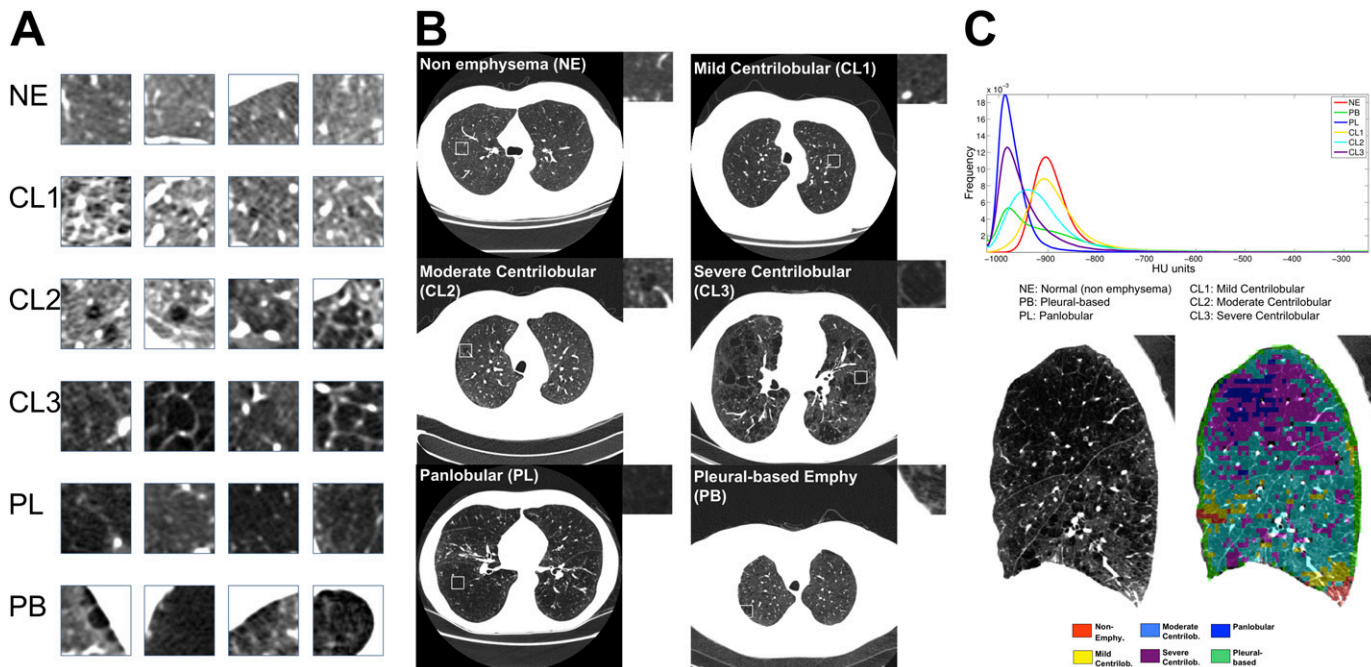 A
NE
CL1
CL2
CL3
PL
PB
B
Non emphysema (NE)
Mild Centrilobular (CL1)
Moderate Centrilobular
(CL2)
Severe Centrilobular
(CL3)
Panlobular (PL)
Pleural-based Emphy
(PB)
C
x 10⁻³
18
16
14
12
10
8
6
4
2
Frequency
NE
PB
PL
CL1
CL2
CL3
−1000 −900 −800 −700 −600 −500 −400 −300
HU units
NE: Normal (non emphysema) CL1: Mild Centrilobular
PB: Pleural-based CL2: Moderate Centrilobular
PL: Panlobular CL3: Severe Centrilobular
Non-
Emphy.
Moderate
Centrilob.
Panlobular
Mild
Centrilob.
Severe
Centrilob.
Pleural-
based